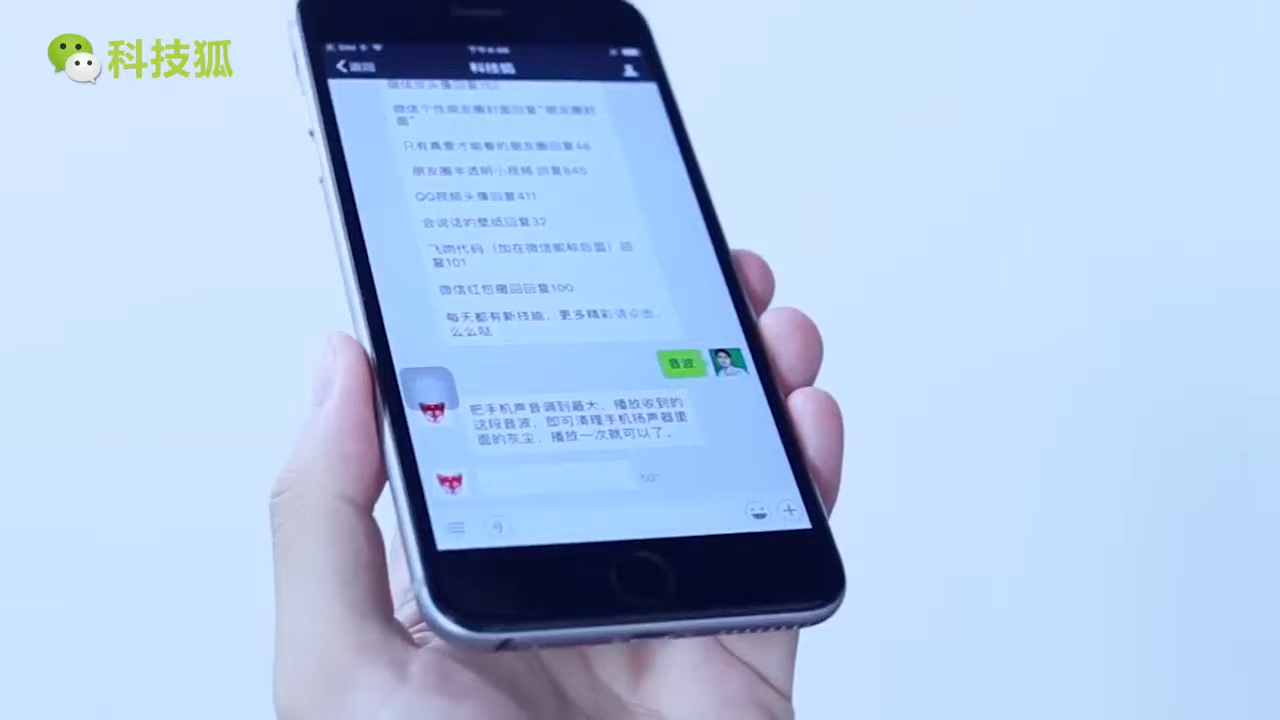 科技狐
返回
科技狐
微信个性朋友圈封面回复“朋友圈封
面”
只有真爱才能看的朋友圈回复46
朋友圈半透明小视频 回复845
QQ视频头像回复411
会说话的壁纸回复32
飞吻代码（加在微信昵称后面）回
复101
微信红包撤回回复100
每天都有新技能，更多精彩请点击，
么么哒
音波
把手机声音调到最大，播放收到的
这段音波，即可清理手机扬声器里
面的灰尘，播放一次就可以了。